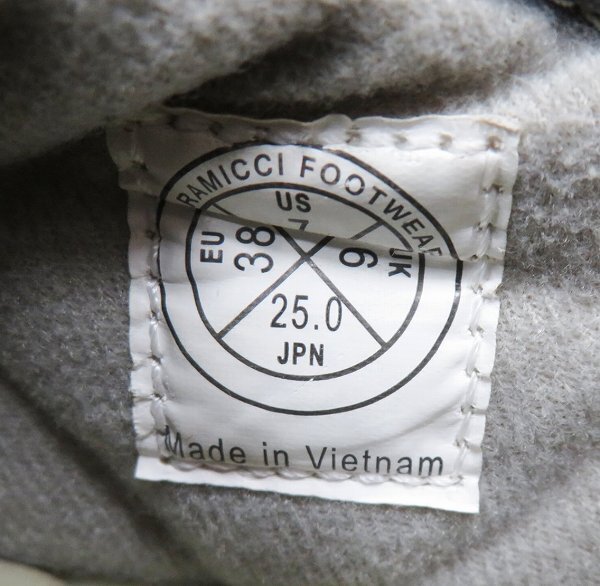 RAMICCI FOOTWEAR
US
7
EU 38
6 UK
25.0
JPN
Made in Vietnam